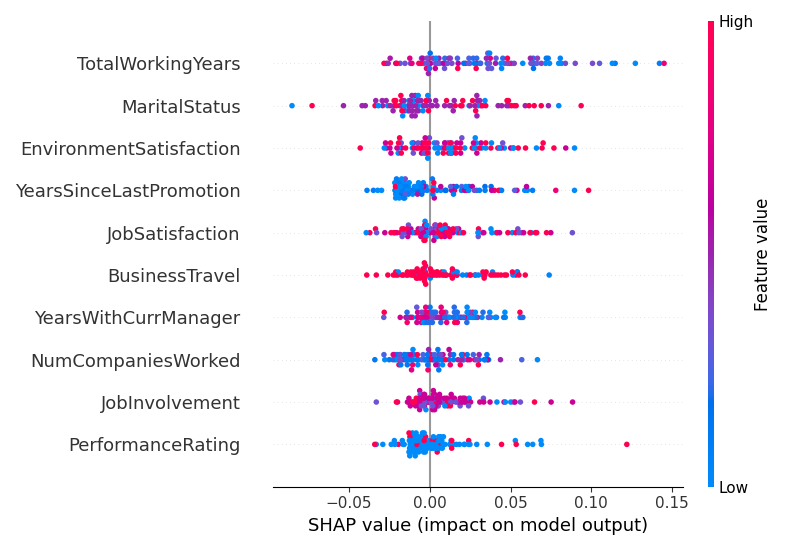 High
TotalWorkingYears
MaritalStatus
EnvironmentSatisfaction
YearsSinceLastPromotion
JobSatisfaction
BusinessTravel
YearsWithCurrManager
NumCompaniesWorked
JobInvolvement
PerformanceRating
Feature value
Low
−0.05 0.00 0.05 0.10 0.15
SHAP value (impact on model output)